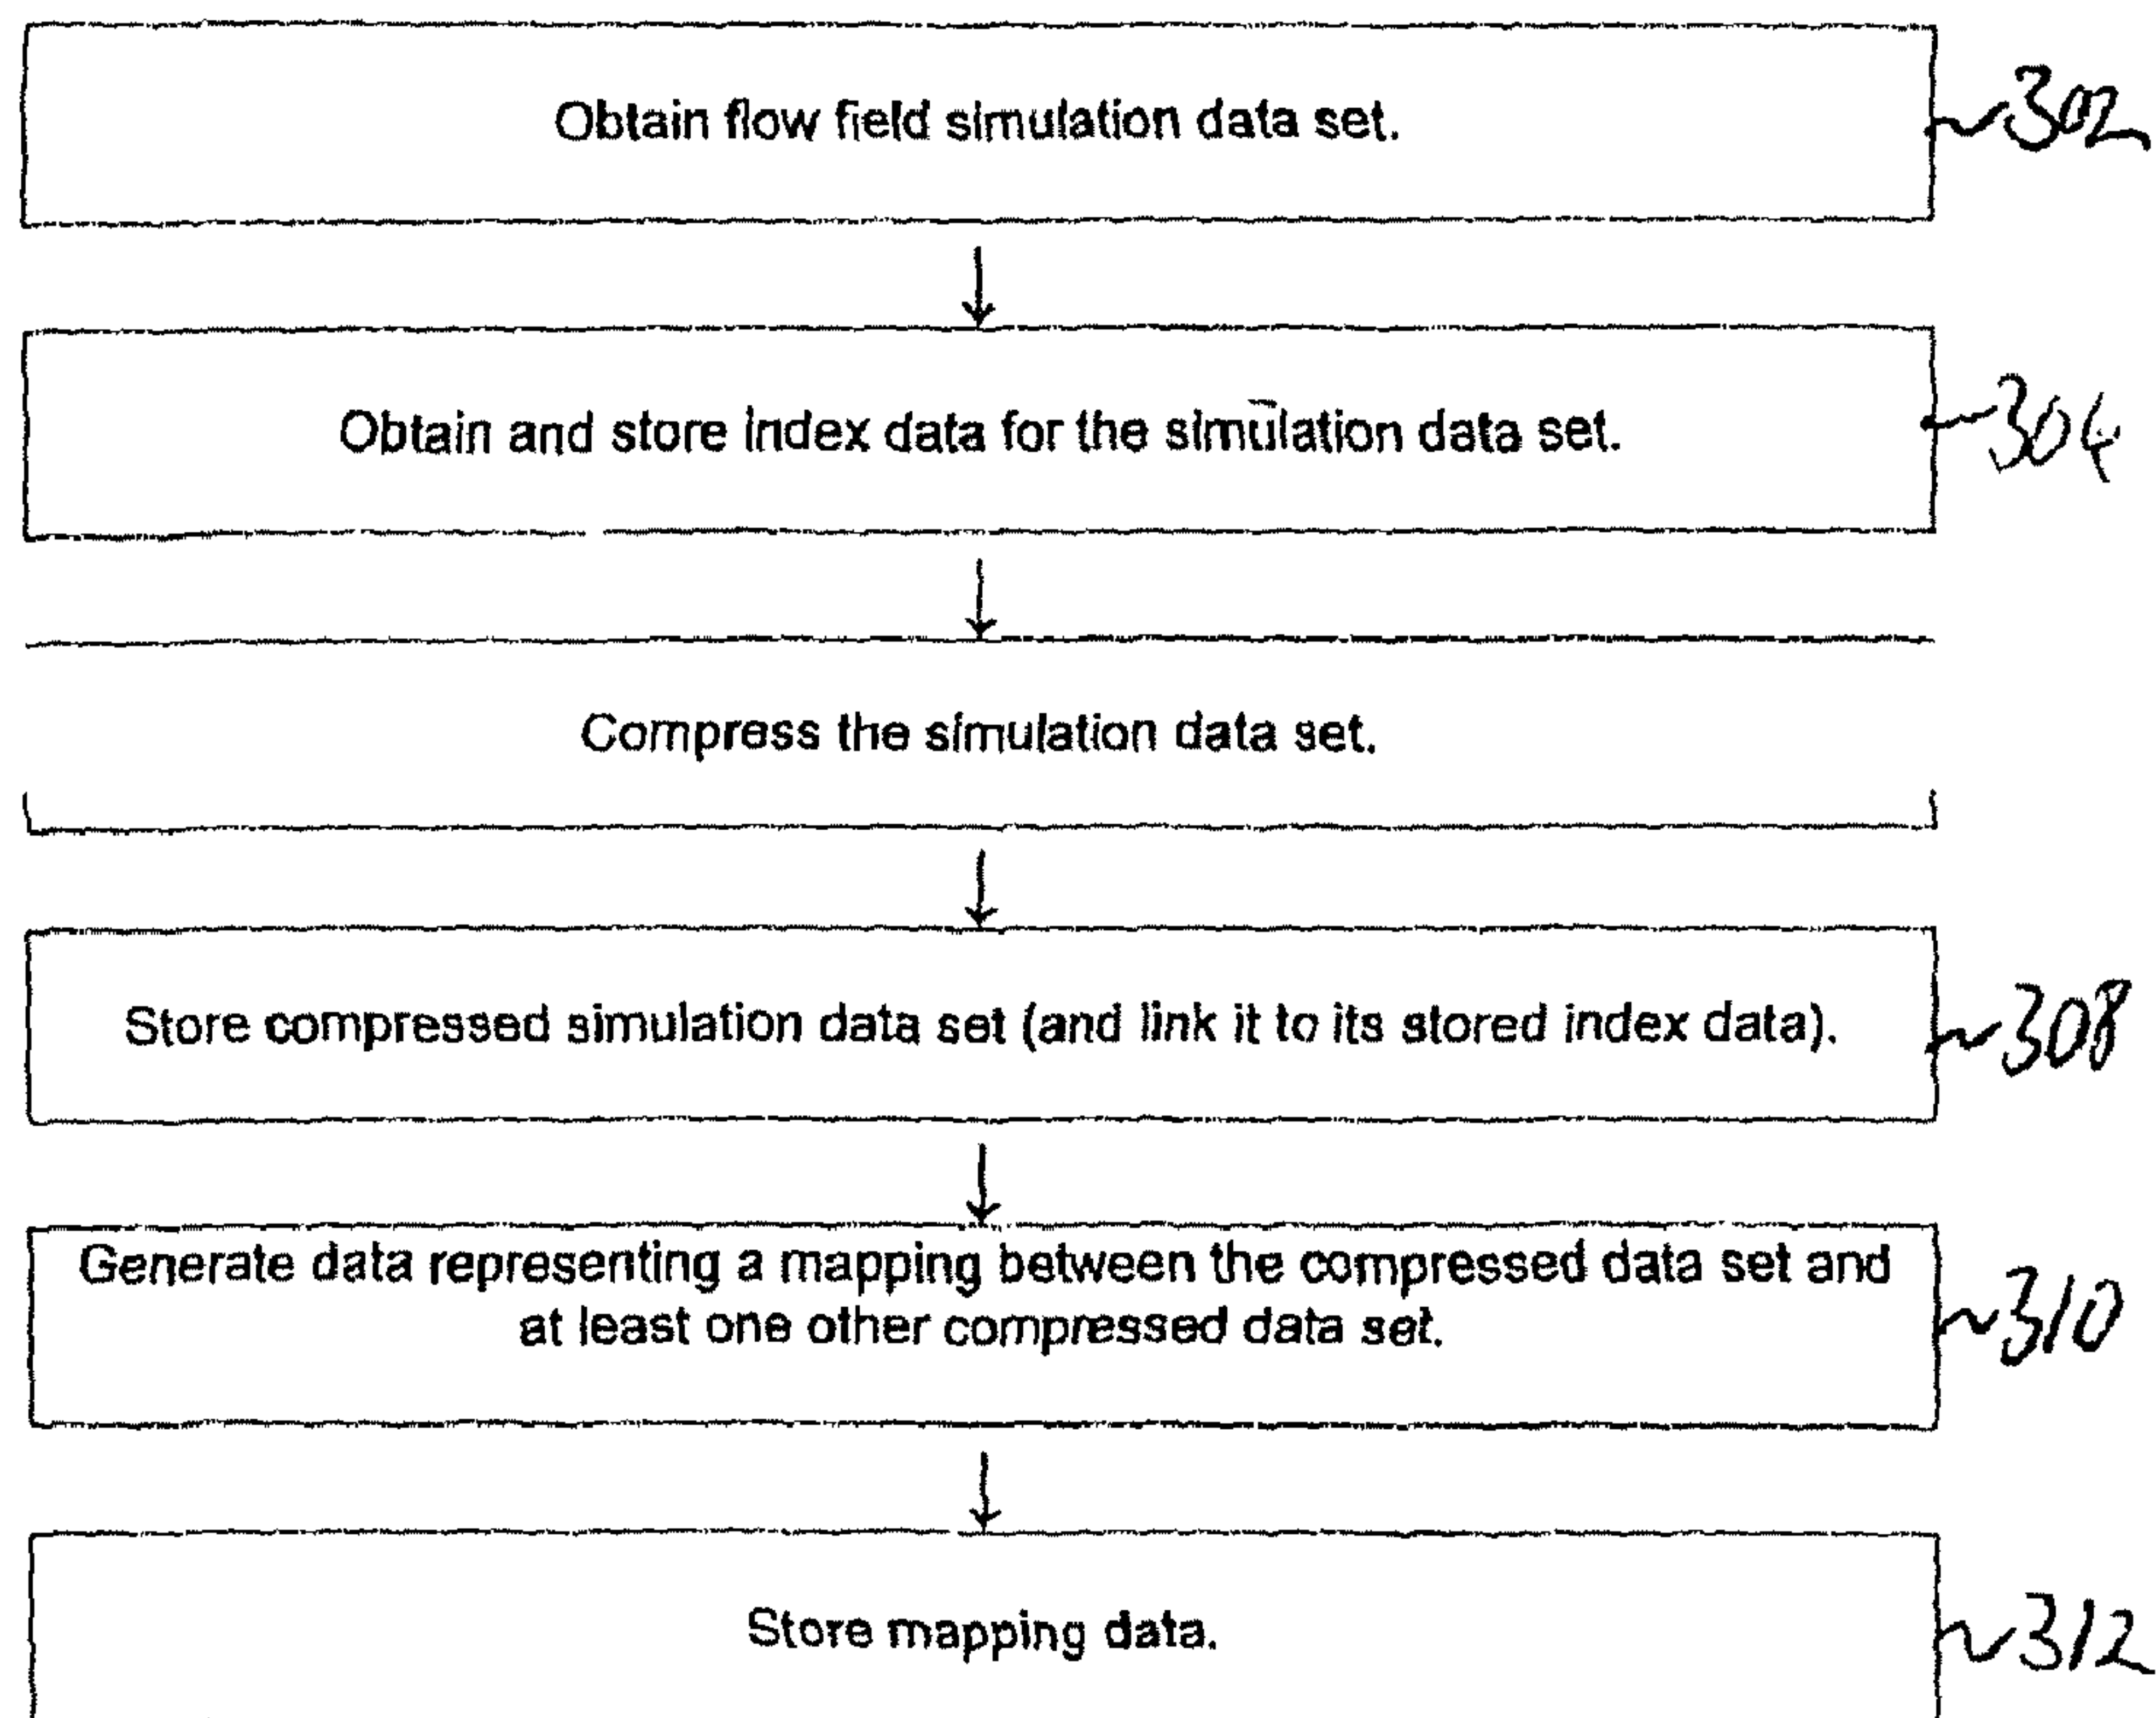 Obtain flow field simulation data set.
302
Obtain and store index data for the simulation data set.
304
Compress the simulation data set.
Store compressed simulation data set (and link it to its stored index data).
308
Generate data representing a mapping between the compressed data set and
at least one other compressed data set.
310
Store mapping data.
312